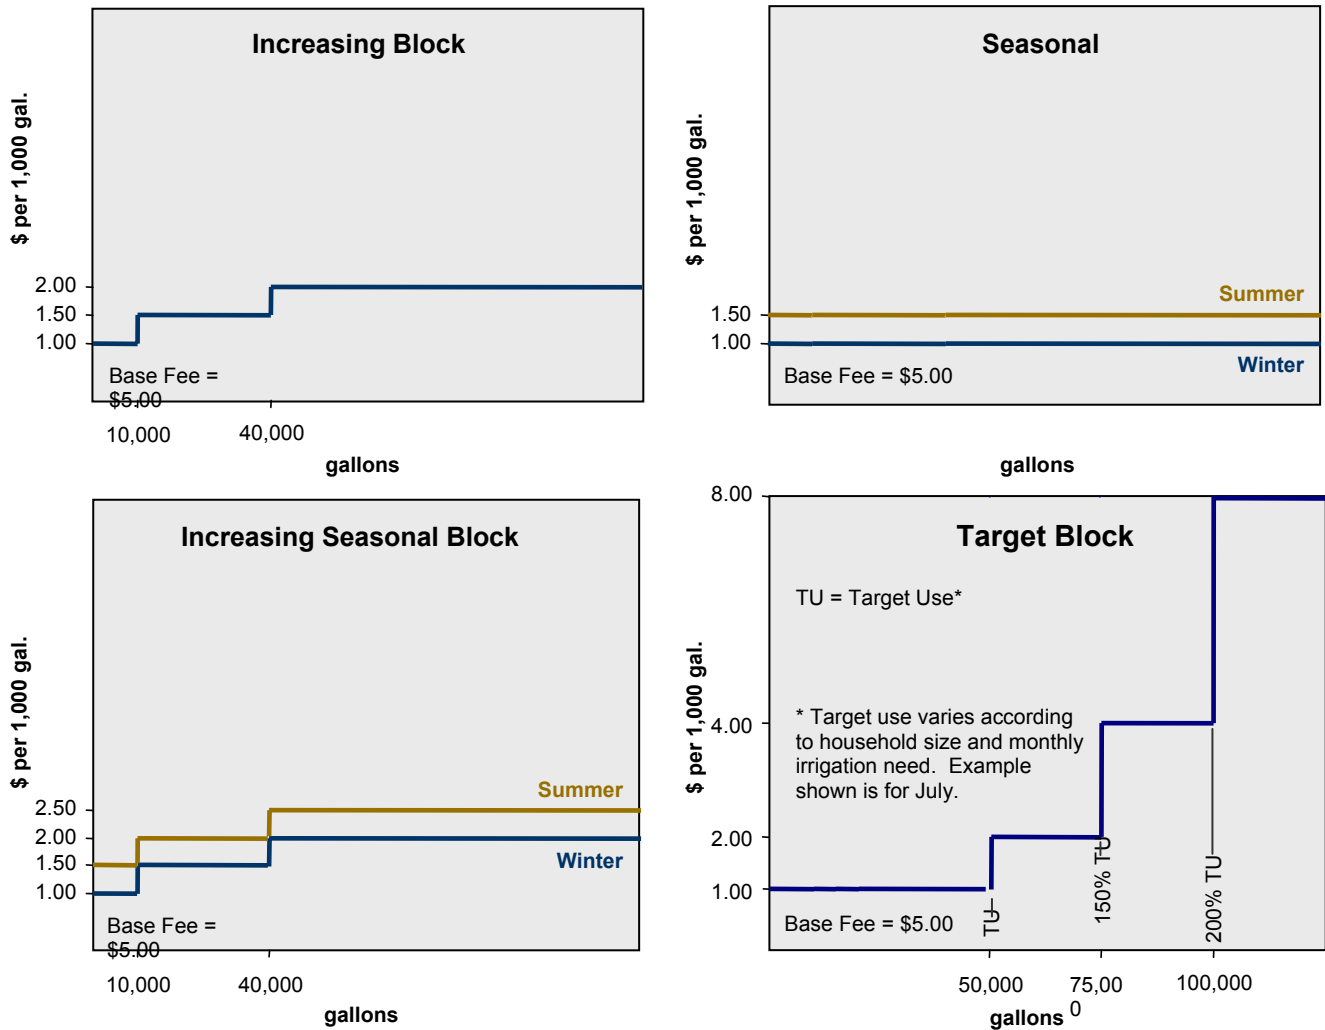 Increasing Block
$ per 1,000 gal.
2.00
1.50
1.00
Base Fee =
$5.00
10,000
40,000
gallons
Seasonal
$ per 1,000 gal.
Summer
1.50
1.00
Winter
Base Fee = $5.00
gallons
Increasing Seasonal Block
$ per 1,000 gal.
Summer
2.50
2.00
1.50
1.00
Winter
Base Fee =
$5.00
10,000
40,000
gallons
8.00
Target Block
TU = Target Use*
$ per 1,000 gal.
* Target use varies according
to household size and monthly
irrigation need.  Example
shown is for July.
4.00
2.00
1.00
Base Fee = $5.00
TU
150% TU
200% TU
50,000
75,00
0
100,000
gallons